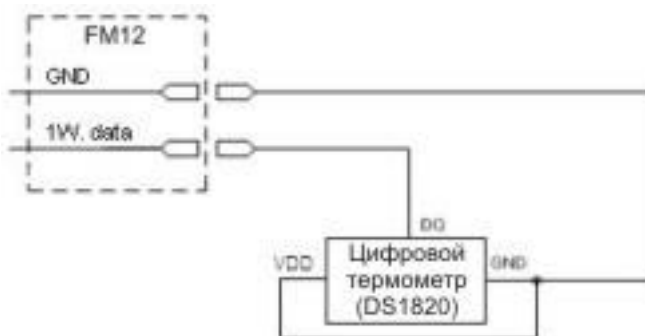 FM12
GND
1W. data
DQ
VDD
Цифровой
термометр
(DS1820)
GND